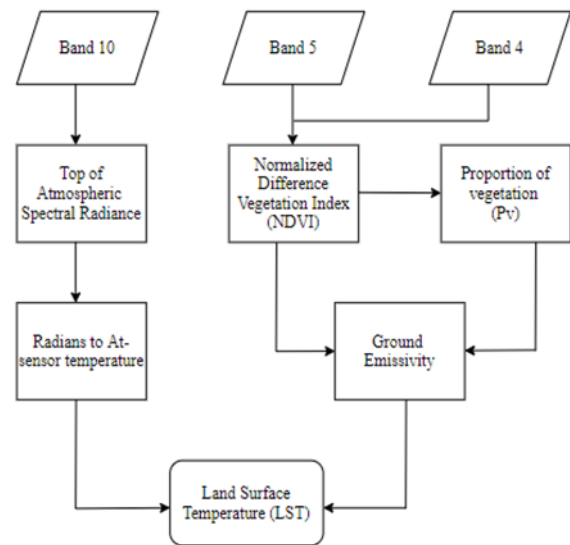 Band 10
Band 5
Band 4
Top of
Atmospheric
Spectral Radiance
Normalized
Difference
Vegetation Index
(NDVI)
Proportion of
vegetation
(Pv)
Radians to At-
sensor temperature
Ground
Emissivity
Land Surface
Temperature (LST)